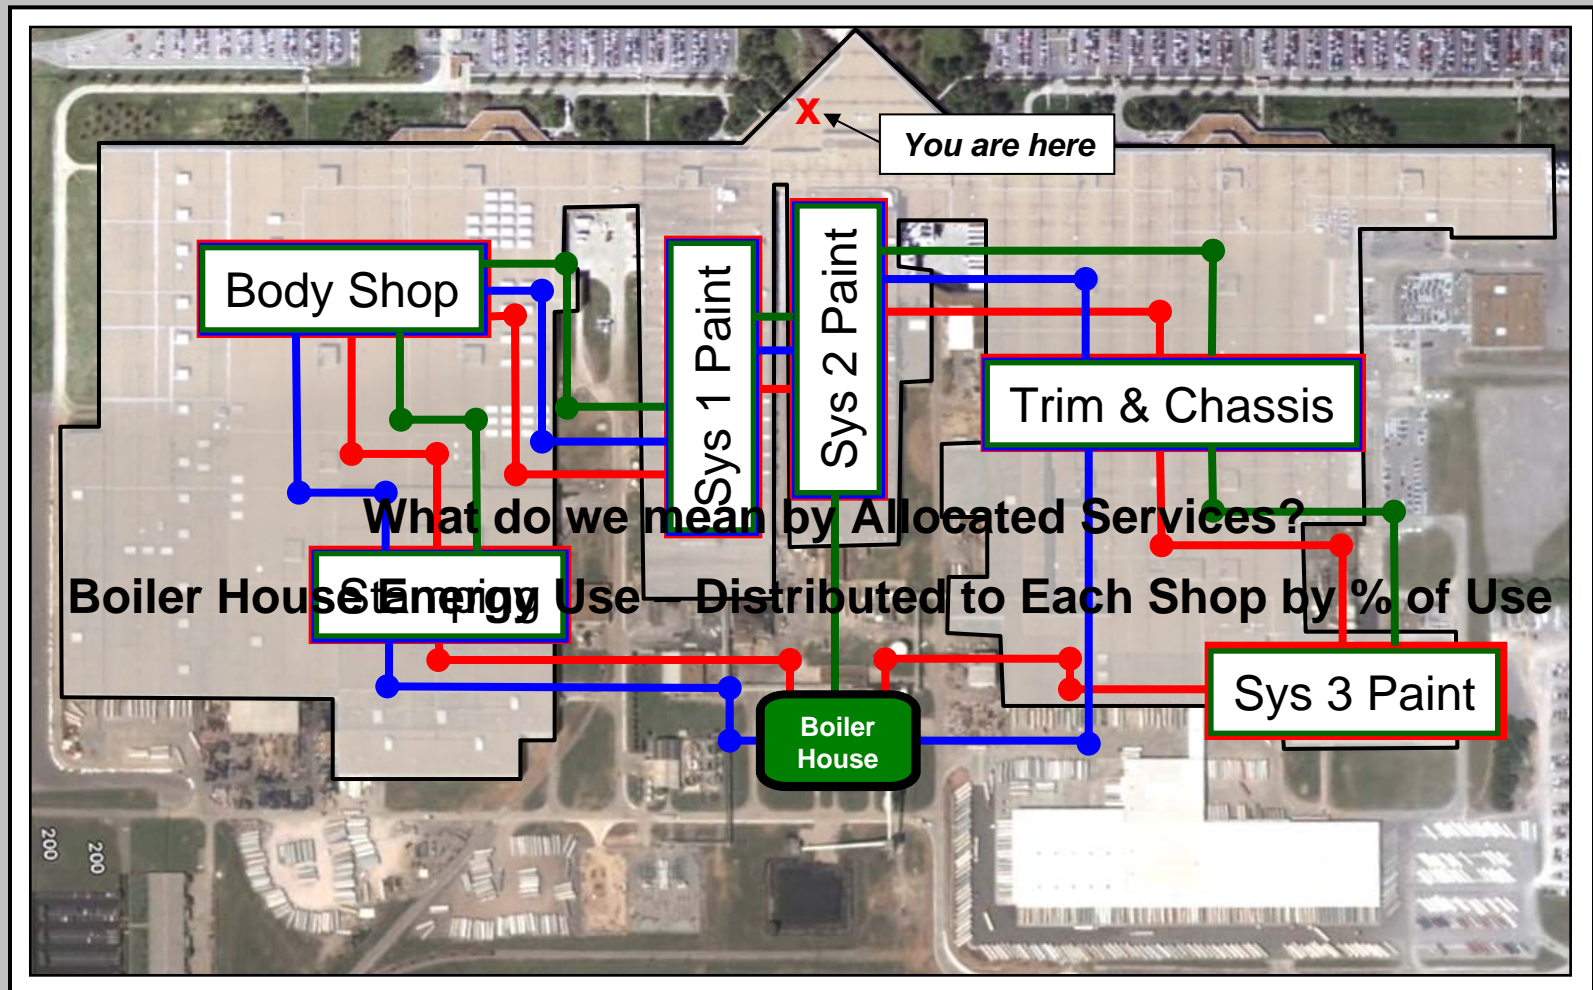 You are here
x
Body Shop
Sys 1 Paint
Sys 2 Paint
Trim & Chassis
What do we mean by Allocated Services?
Boiler House Energy Use – Distributed to Each Shop by % of Use
Stamping
Sys 3 Paint
Boiler
House
200
200